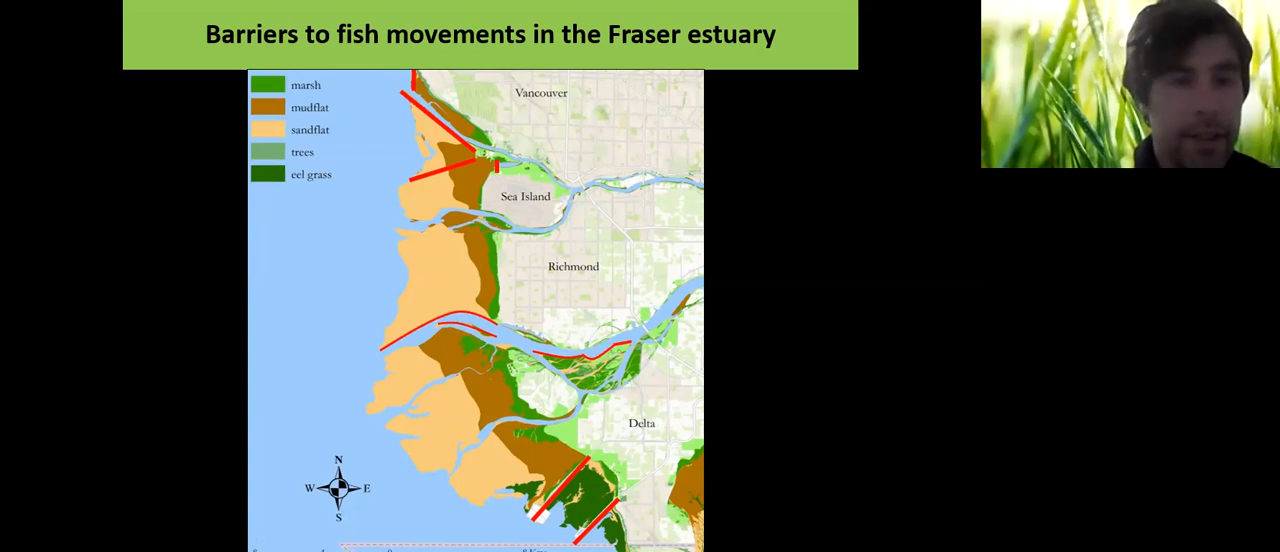 Barriers to fish movements in the Fraser estuary
marsh
mudflat
sandflat
trees
eel grass
Vancouver
Sea Island
Richmond
Delta
N
W
E
S